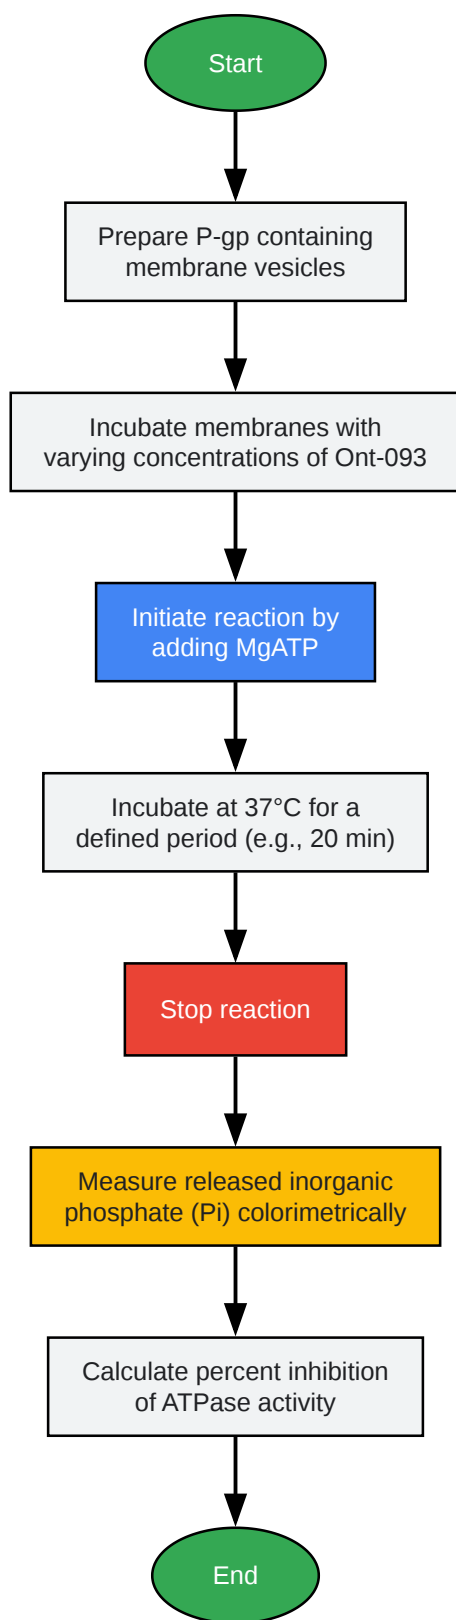 Start
Prepare P-gp containing
membrane vesicles
Incubate membranes with
varying concentrations of Ont-093
Initiate reaction by
adding MgATP
Incubate at 37°C for a
defined period (e.g., 20 min)
Stop reaction
Measure released inorganic
phosphate (Pi) colorimetrically
Calculate percent inhibition
of ATPase activity
End